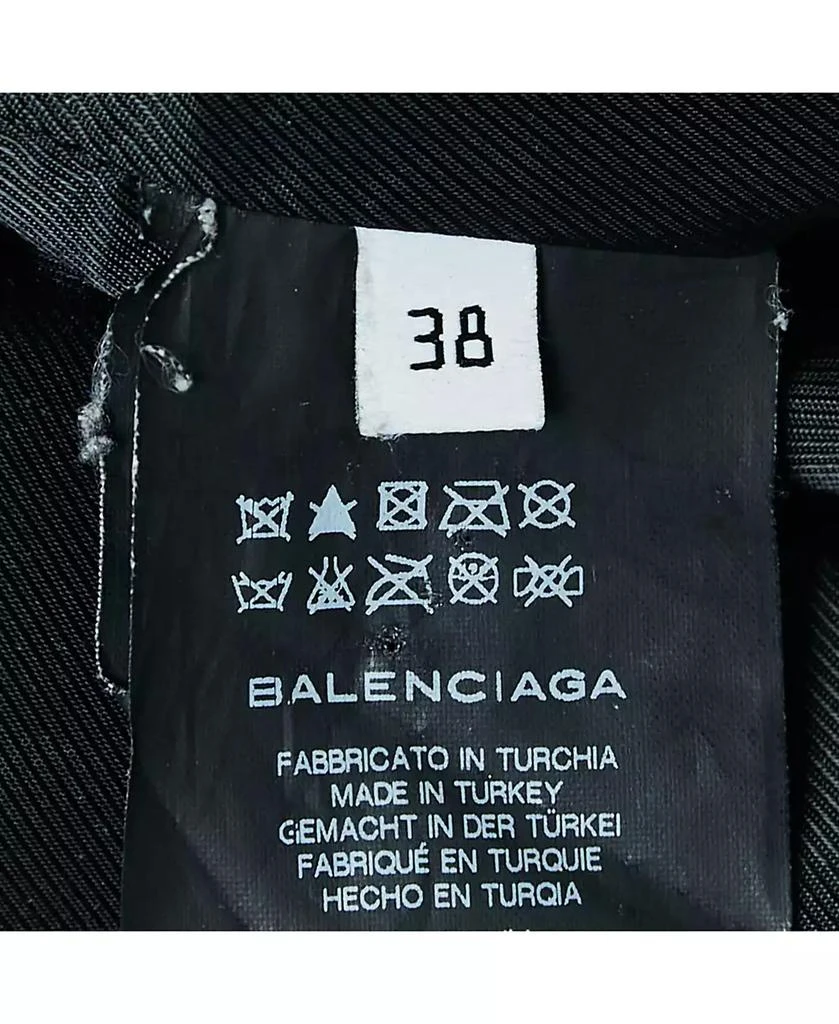 38
BALENCIAGA
FABBRICATO IN TURCHIA
MADE IN TURKEY
GEMACHT IN DER TÜRKEI
FABRIQUÉ EN TURQUIE
HECHO EN TURQIA